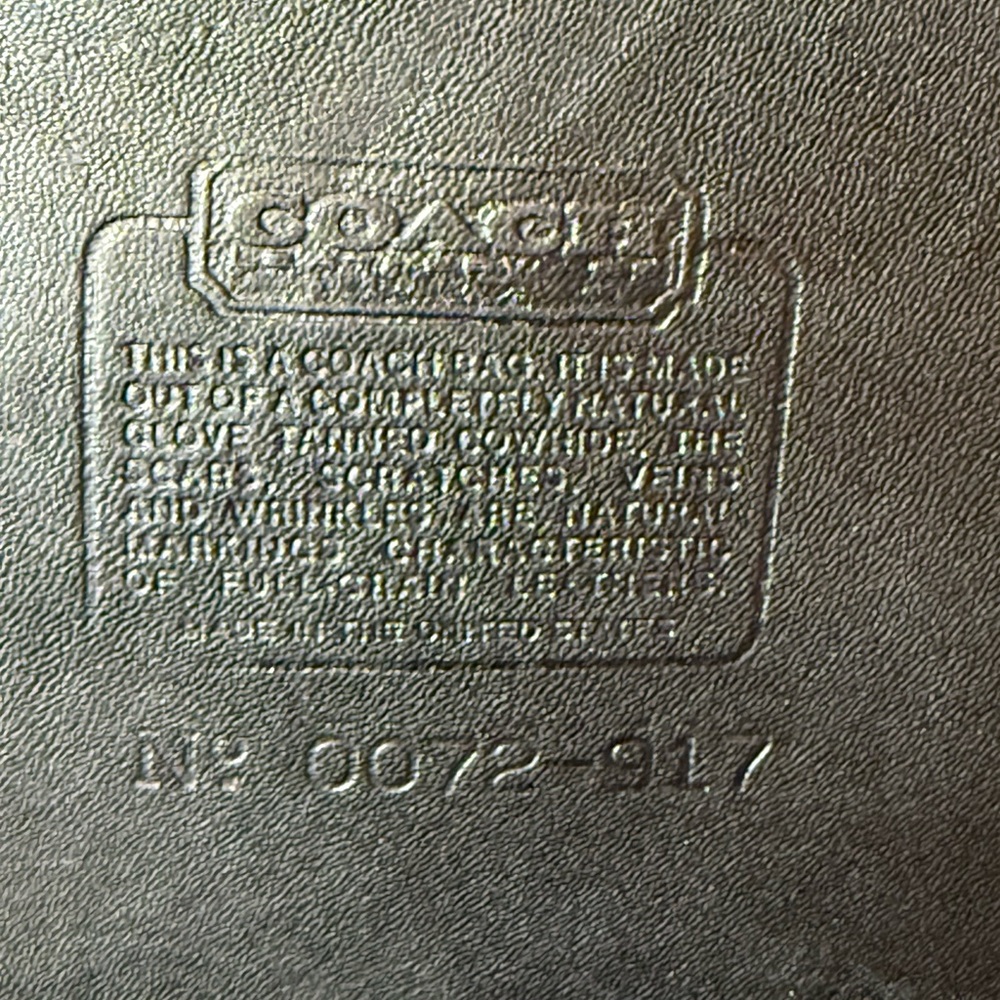 COACH
THIS IS A COACH BAG. IT IS MADE
OUT OF A COMPLETELY NATURAL
GLOVE TANNED COWHIDE. THE
SCARS, SCRATCHES, VEINS
AND WRINKLES ARE NATURAL
MARKINGS CHARACTERISTIC
OF FULL-GRAIN LEATHERS.
MADE IN THE UNITED STATES
Nº 0072-917